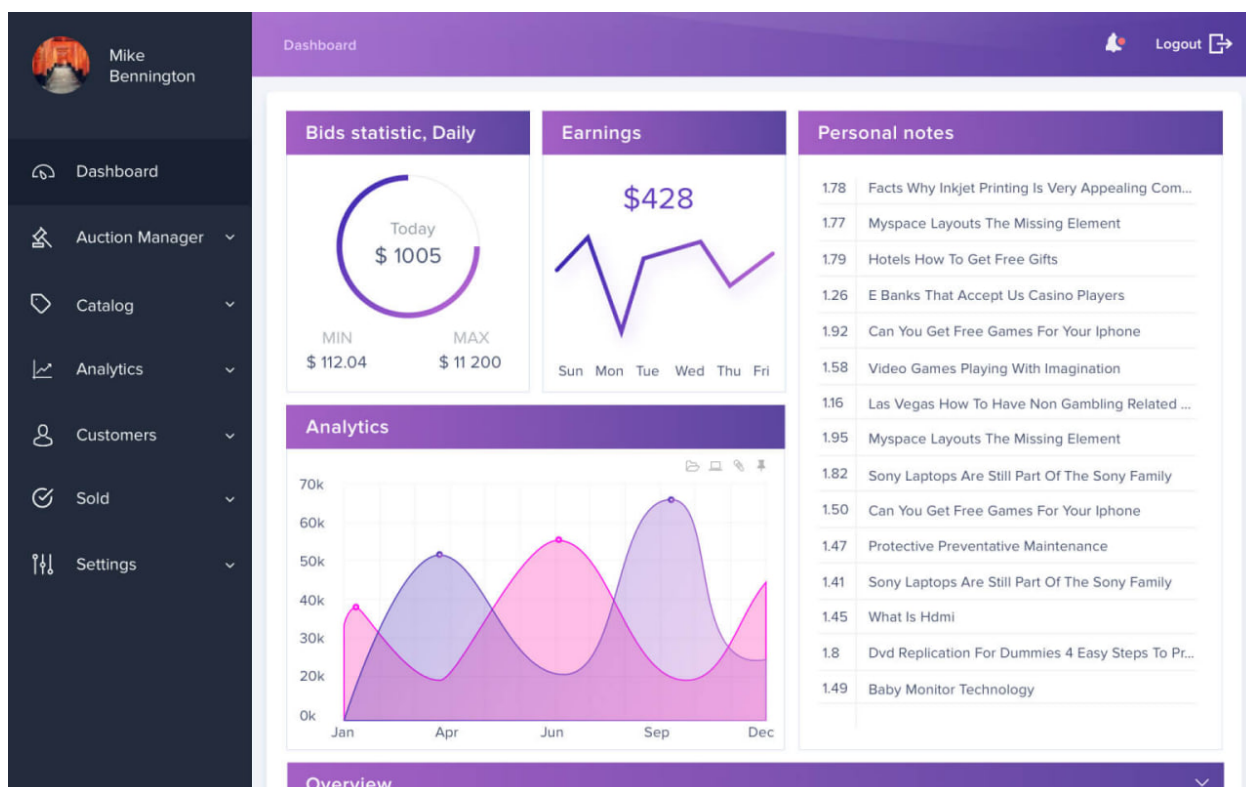 Mike
Bennington
Dashboard
Auction Manager
Catalog
Analytics
Customers
Sold
Settings
Dashboard
Logout
Bids statistic, Daily
Today
$ 1005
MIN
MAX
$ 112.04
$ 11 200
Earnings
$428
Sun Mon Tue Wed Thu Fri
Analytics
70k
60k
50k
40k
30k
20k
0k
Jan Apr Jun Sep Dec
Personal notes
1.78 Facts Why Inkjet Printing Is Very Appealing Com...
1.77 Myspace Layouts The Missing Element
1.79 Hotels How To Get Free Gifts
1.26 E Banks That Accept Us Casino Players
1.92 Can You Get Free Games For Your Iphone
1.58 Video Games Playing With Imagination
1.16 Las Vegas How To Have Non Gambling Related ...
1.95 Myspace Layouts The Missing Element
1.82 Sony Laptops Are Still Part Of The Sony Family
1.50 Can You Get Free Games For Your Iphone
1.47 Protective Preventative Maintenance
1.41 Sony Laptops Are Still Part Of The Sony Family
1.45 What Is Hdmi
1.8 Dvd Replication For Dummies 4 Easy Steps To Pr...
1.49 Baby Monitor Technology
Overview